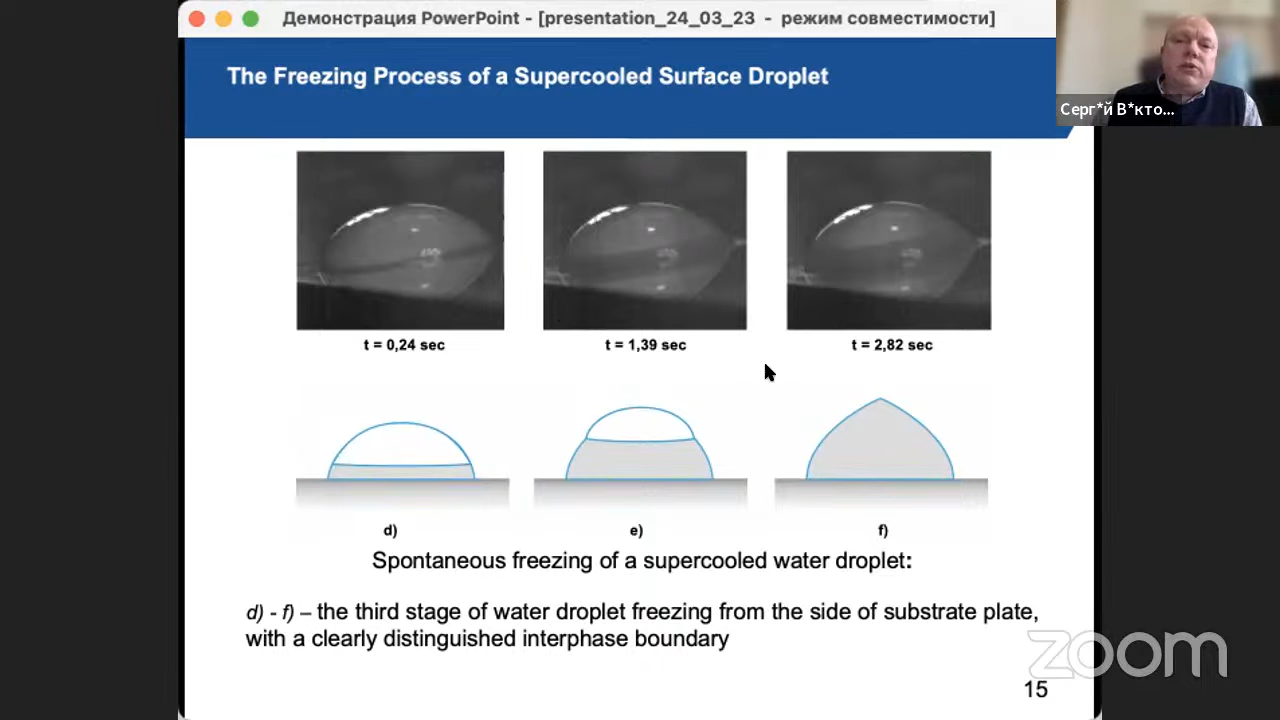 Демонстрация PowerPoint - [presentation_24_03_23 - режим совместимости]
The Freezing Process of a Supercooled Surface Droplet
Серг*й В*кто...
t = 0,24 sec
t = 1,39 sec
t = 2,82 sec
d)
e)
f)
Spontaneous freezing of a supercooled water droplet:
d) - f) – the third stage of water droplet freezing from the side of substrate plate,
with a clearly distinguished interphase boundary
zoom
15